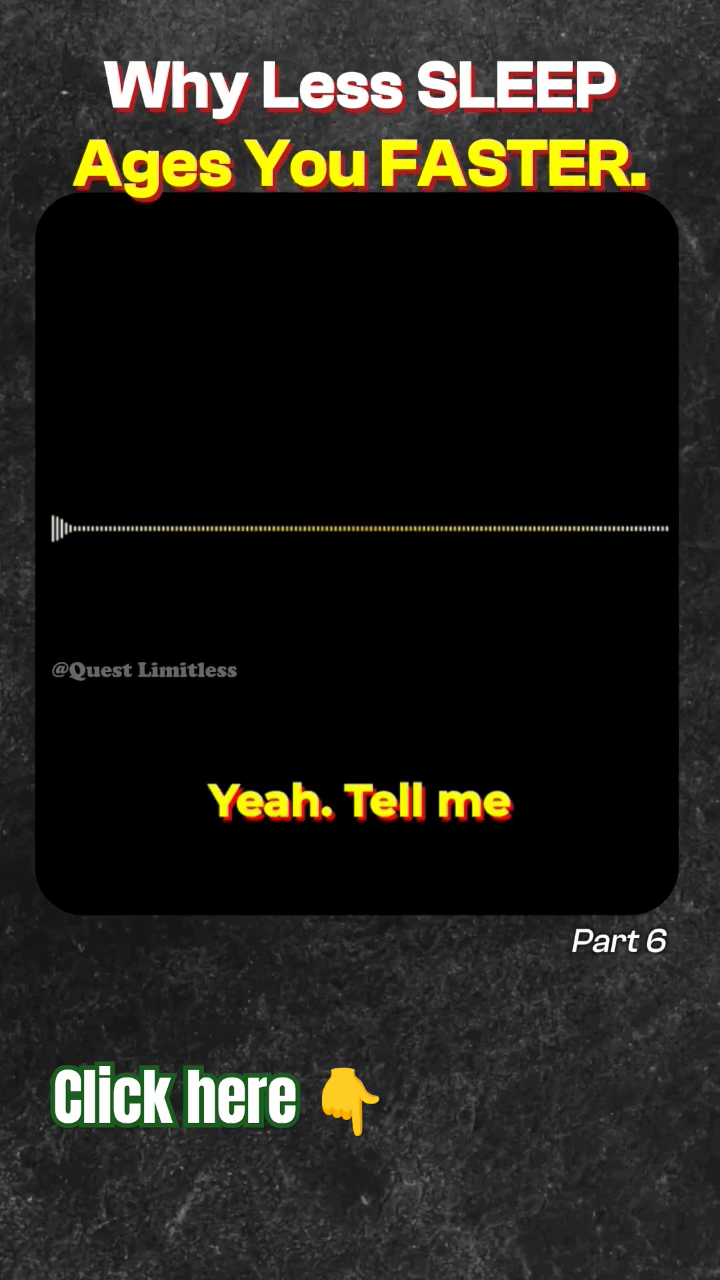 Why Less SLEEP
Ages You FASTER.
@Quest Limitless
Yeah. Tell me
Part 6
Click here 👇